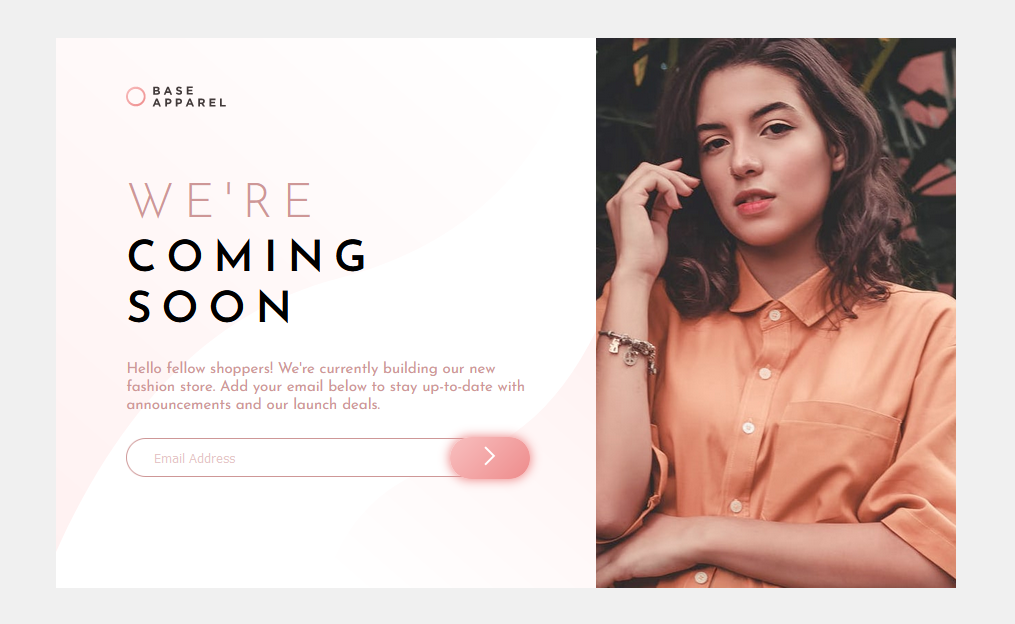 BASE
APPAREL
WE'RE
COMING
SOON
Hello fellow shoppers! We're currently building our new
fashion store. Add your email below to stay up-to-date with
announcements and our launch deals.
Email Address